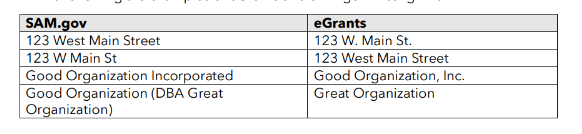 SAM.gov eGrants
123 West Main Street 123 W. Main St.
123 W Main St 123 West Main Street
Good Organization Incorporated Good Organization, Inc.
Good Organization (DBA Great Great Organization
Organization)